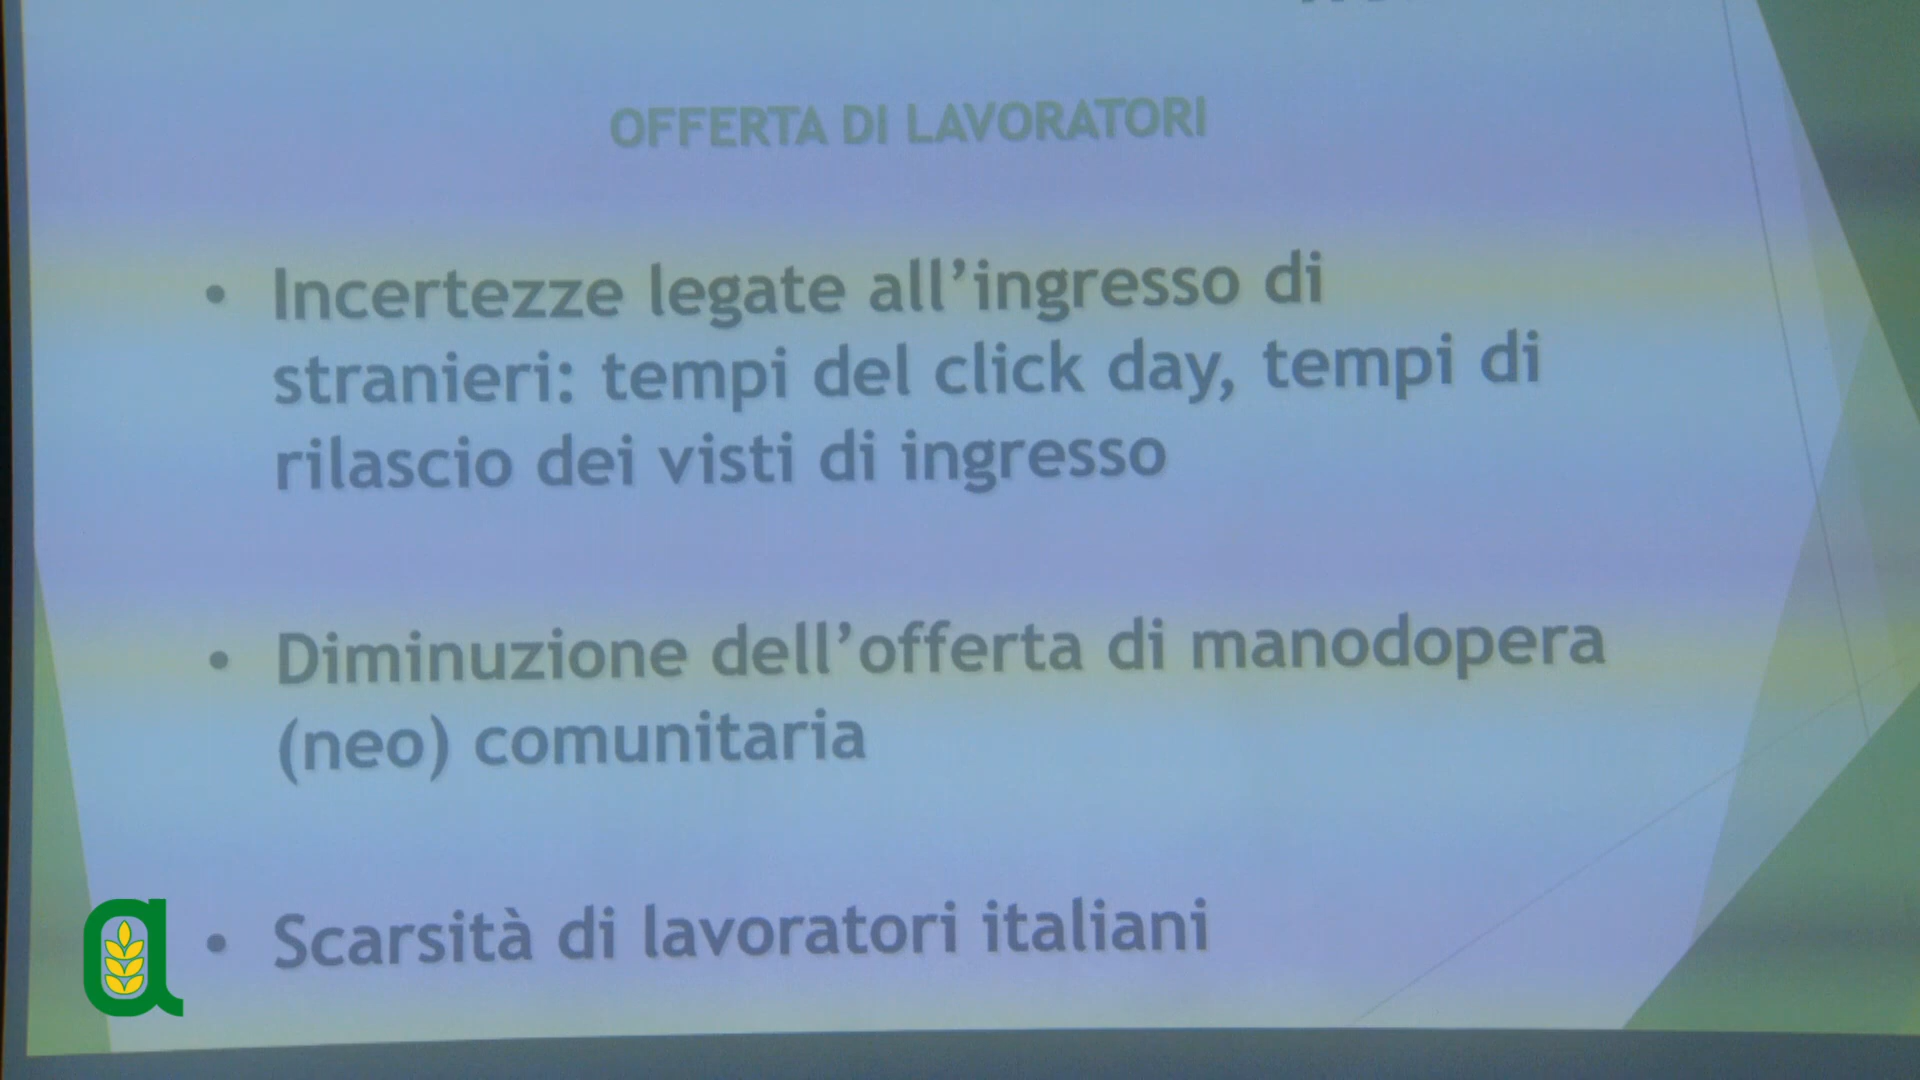 OFFERTA DI LAVORATORI
• Incertezze legate all’ingresso di
stranieri: tempi del click day, tempi di
rilascio dei visti di ingresso
• Diminuzione dell’offerta di manodopera
(neo) comunitaria
• Scarsità di lavoratori italiani